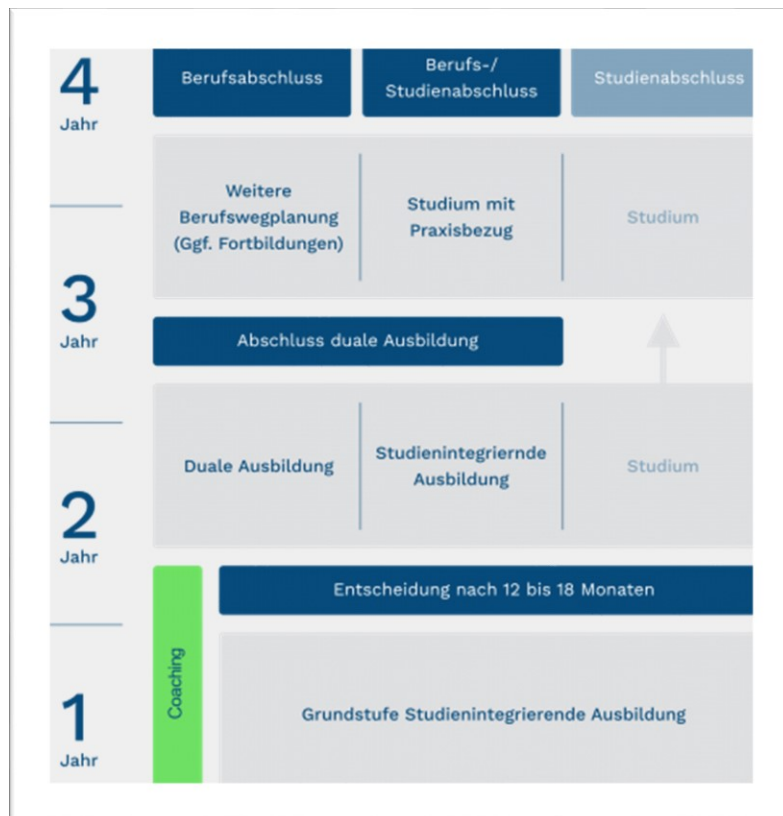 4
Jahr
Berufsabschluss
Berufs-/
Studienabschluss
Studienabschluss
Weitere
Berufswegplanung
(Ggf. Fortbildungen)
Studium mit
Praxisbezug
Studium
3
Jahr
Abschluss duale Ausbildung
Duale Ausbildung
Studienintegriernde
Ausbildung
Studium
2
Jahr
Entscheidung nach 12 bis 18 Monaten
Coaching
1
Jahr
Grundstufe Studienintegrierende Ausbildung